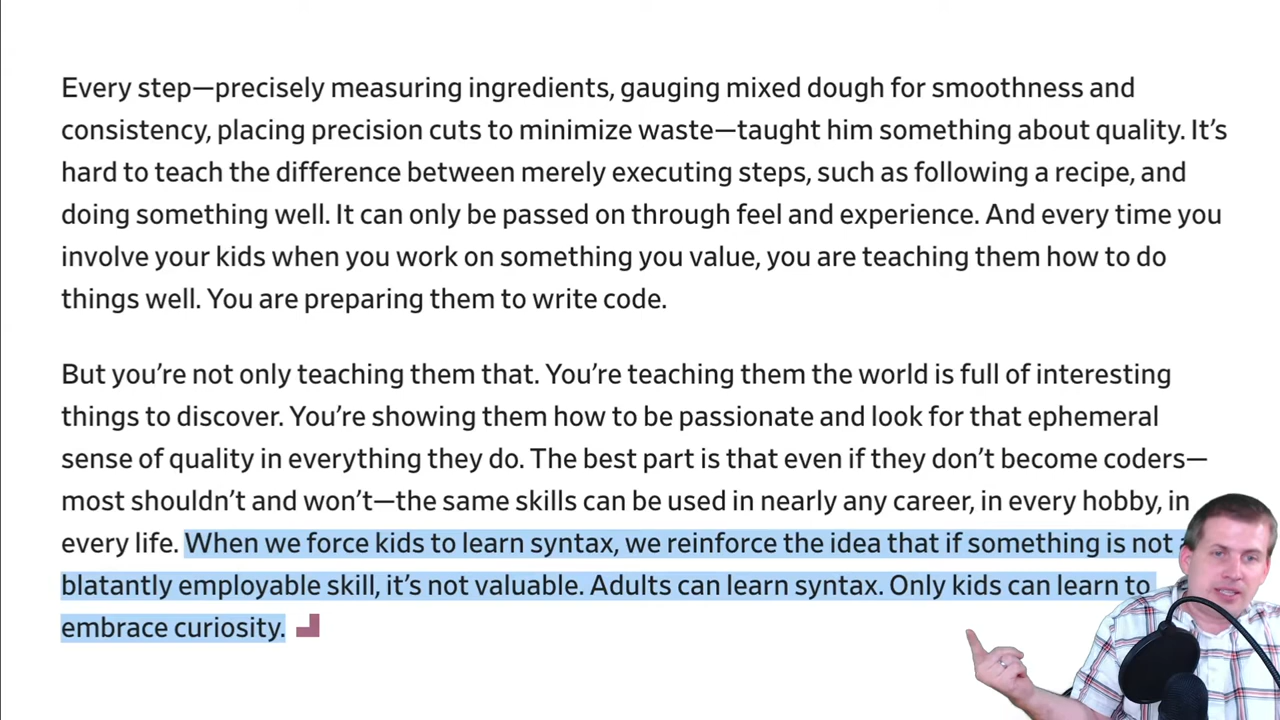 Every step—precisely measuring ingredients, gauging mixed dough for smoothness and
consistency, placing precision cuts to minimize waste—taught him something about quality. It’s
hard to teach the difference between merely executing steps, such as following a recipe, and
doing something well. It can only be passed on through feel and experience. And every time you
involve your kids when you work on something you value, you are teaching them how to do
things well. You are preparing them to write code.
But you’re not only teaching them that. You’re teaching them the world is full of interesting
things to discover. You’re showing them how to be passionate and look for that ephemeral
sense of quality in everything they do. The best part is that even if they don’t become coders—
most shouldn’t and won’t—the same skills can be used in nearly any career, in every hobby, in
every life. When we force kids to learn syntax, we reinforce the idea that if something is not
blatantly employable skill, it’s not valuable. Adults can learn syntax. Only kids can learn to
embrace curiosity.